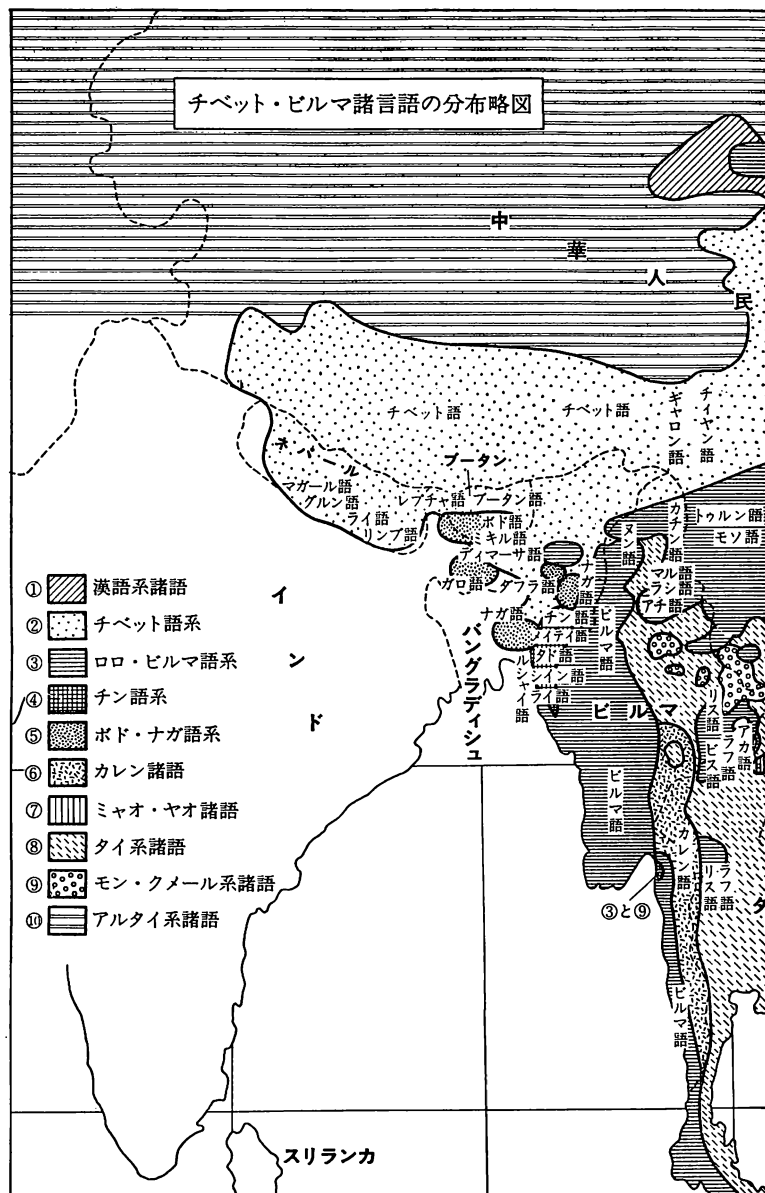 チベット・ビルマ諸言語の分布略図
中華人民
チベット語
チベット語
ギャロン語
チィヤン語
ネパール
ブータン
マガール語
グルン語
ライ語
リンブ語
レプチャ語
ブータン語
ボド語
ミキル語
ディマーサ語
ガロ語
ダフラ語
ナガ語
ヌン語
カチン語
トゥルン語
モソ語
マル語
ラシ語
アチ語
ナガ語
チン語
メイテイ語
タド語
シイン語
ライ語
ルシャイ語
ビルマ語
バングラディシュ
インド
ビルマ
リス語
ビス語
ラフ語
アカ語
ビルマ語
カレン語
リス語
ラフ語
タ
③と⑨
ビルマ語
スリランカ
① 漢語系諸語
② チベット語系
③ ロロ・ビルマ語系
④ チン語系
⑤ ボド・ナガ語系
⑥ カレン諸語
⑦ ミャオ・ヤオ諸語
⑧ タイ系諸語
⑨ モン・クメール系諸語
⑩ アルタイ系諸語